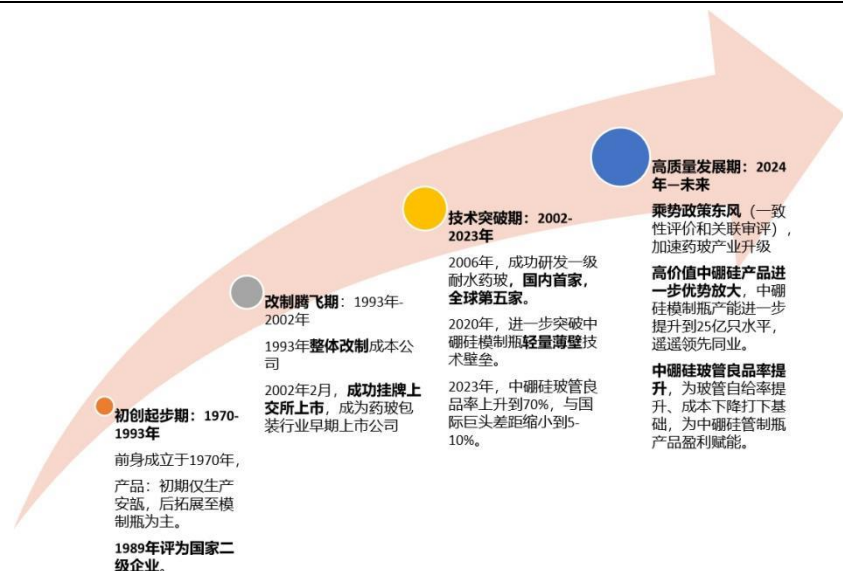 初创起步期：1970-
1993年
前身成立于1970年，
产品：初期仅生产
安瓿，后拓展至模
制瓶为主。
1989年评为国家二
级企业。
改制腾飞期：1993年-
2002年
1993年整体改制成本公
司
2002年2月，成功挂牌上
交所上市，成为药玻包
装行业早期上市公司
技术突破期：2002-
2023年
2006年，成功研发一级
耐水药玻，国内首家，
全球第五家。
2020年，进一步突破中
硼硅模制瓶轻量薄壁技
术壁垒。
2023年，中硼硅玻管良
品率上升到70%，与国
际巨头差距缩小到5-
10%。
高质量发展期：2024
年—未来
乘势政策东风（一致
性评价和关联审评），
加速药玻产业升级
高价值中硼硅产品进
一步优势放大，中硼
硅模制瓶产能进一步
提升到25亿只水平，
遥遥领先同业。
中硼硅玻管良品率提
升，为玻管自给率提
升、成本下降打下基
础，为中硼硅管制瓶
产品盈利赋能。